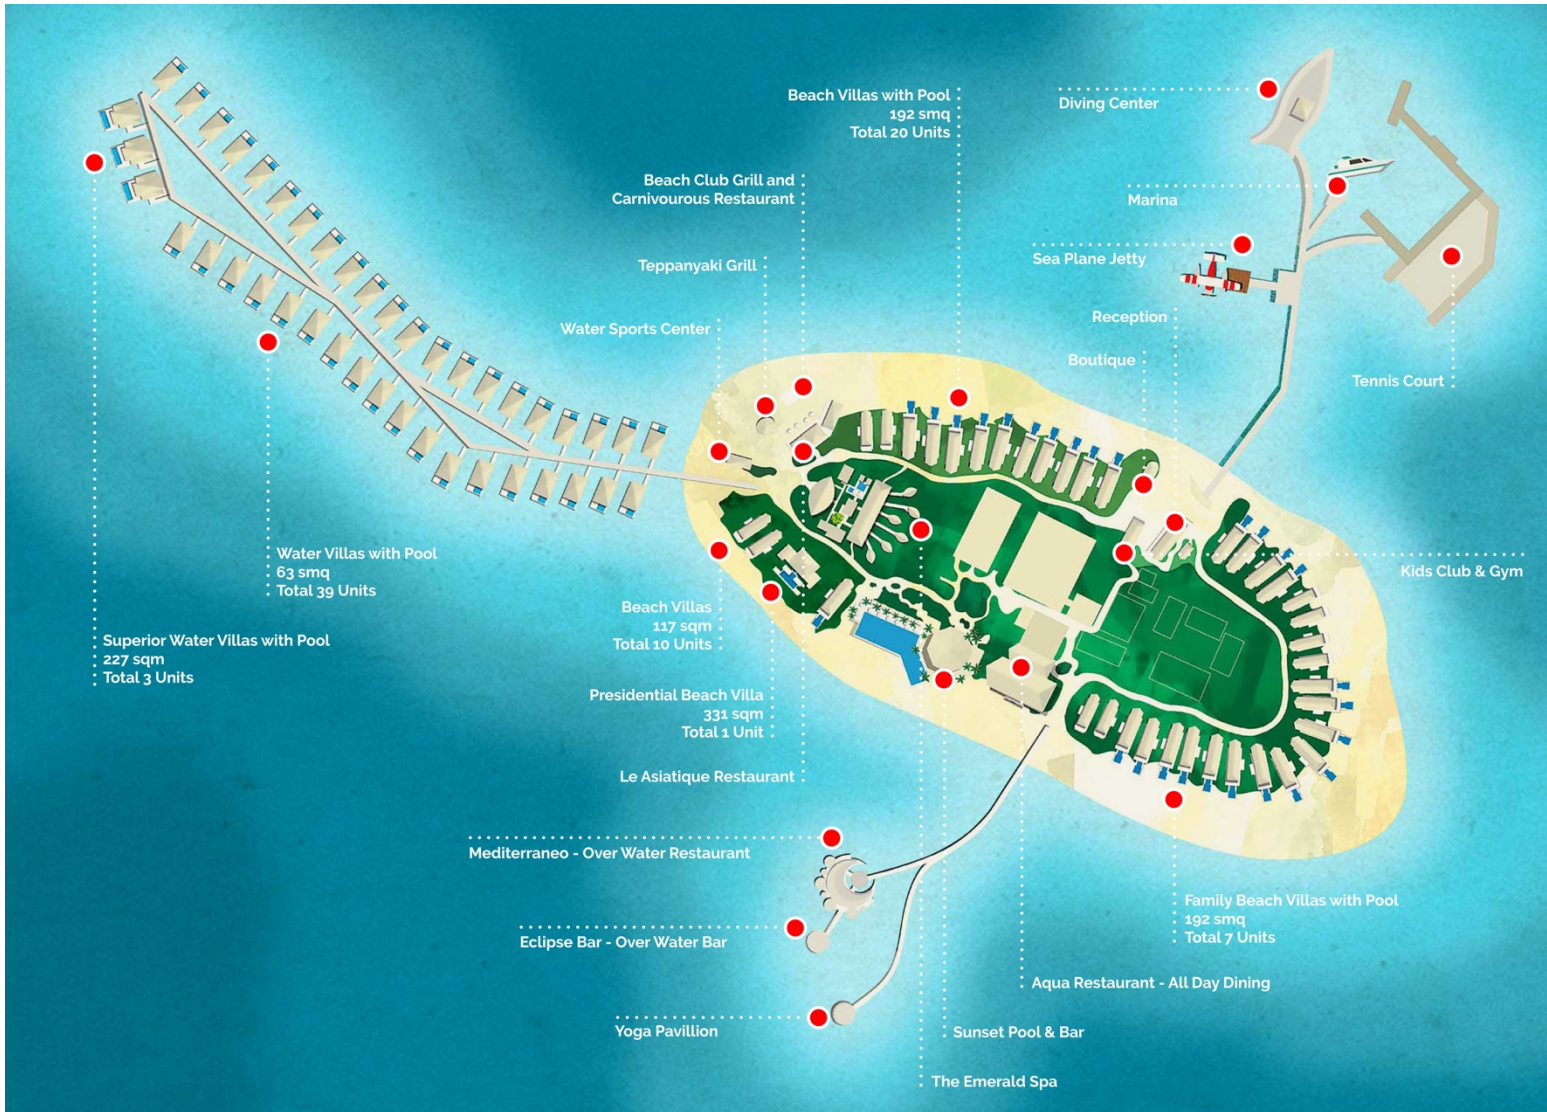 Beach Villas with Pool
192 smq
Total 20 Units
Diving Center
Beach Club Grill and
Carnivourous Restaurant
Marina
Teppanyaki Grill
Sea Plane Jetty
Water Sports Center
Reception
Boutique
Tennis Court
Kids Club & Gym
Water Villas with Pool
63 smq
Total 39 Units
Superior Water Villas with Pool
227 sqm
Total 3 Units
Beach Villas
117 sqm
Total 10 Units
Presidential Beach Villa
331 sqm
Total 1 Unit
Le Asiatique Restaurant
Mediterraneo - Over Water Restaurant
Eclipse Bar - Over Water Bar
Yoga Pavillion
Family Beach Villas with Pool
192 smq
Total 7 Units
Aqua Restaurant - All Day Dining
Sunset Pool & Bar
The Emerald Spa